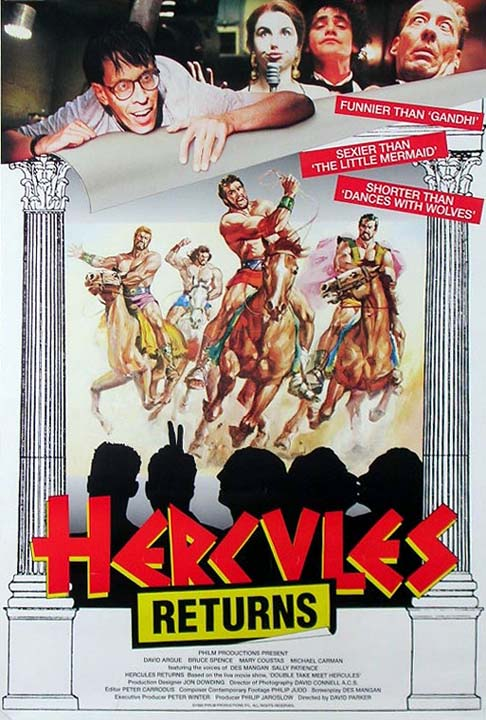 FUNNIER THAN 'GANDHI'
SEXIER THAN
'THE LITTLE MERMAID'
SHORTER THAN
'DANCES WITH WOLVES'
HERCVLES
RETURNS
PHILM PRODUCTIONS PRESENT
DAVID ARGUE BRUCE SPENCE MARY COUSTAS MICHAEL CARMAN
featuring the voices of DES MANGAN SALLY PATIENCE
HERCULES RETURNS Based on the live movie show, 'DOUBLE TAKE MEET HERCULES'
Production Designer JON DOWDING Director of Photography DAVID CONNELL A.C.S.
Editor PETER CARRODUS Composer Contemporary Footage PHILIP JUDD Screenplay DES MANGAN
Executive Producer PETER WINTER Producer PHILIP JAROSLOW Directed by DAVID PARKER